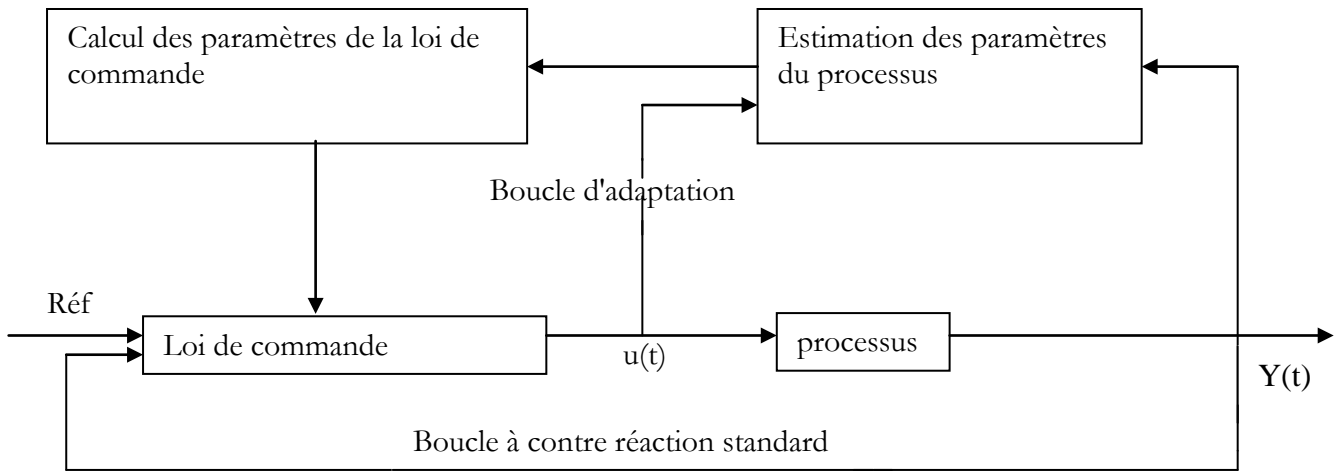 Calcul des paramètres de la loi de
commande
Estimation des paramètres
du processus
Boucle d'adaptation
Réf
Loi de commande
u(t)
processus
Y(t)
Boucle à contre réaction standard